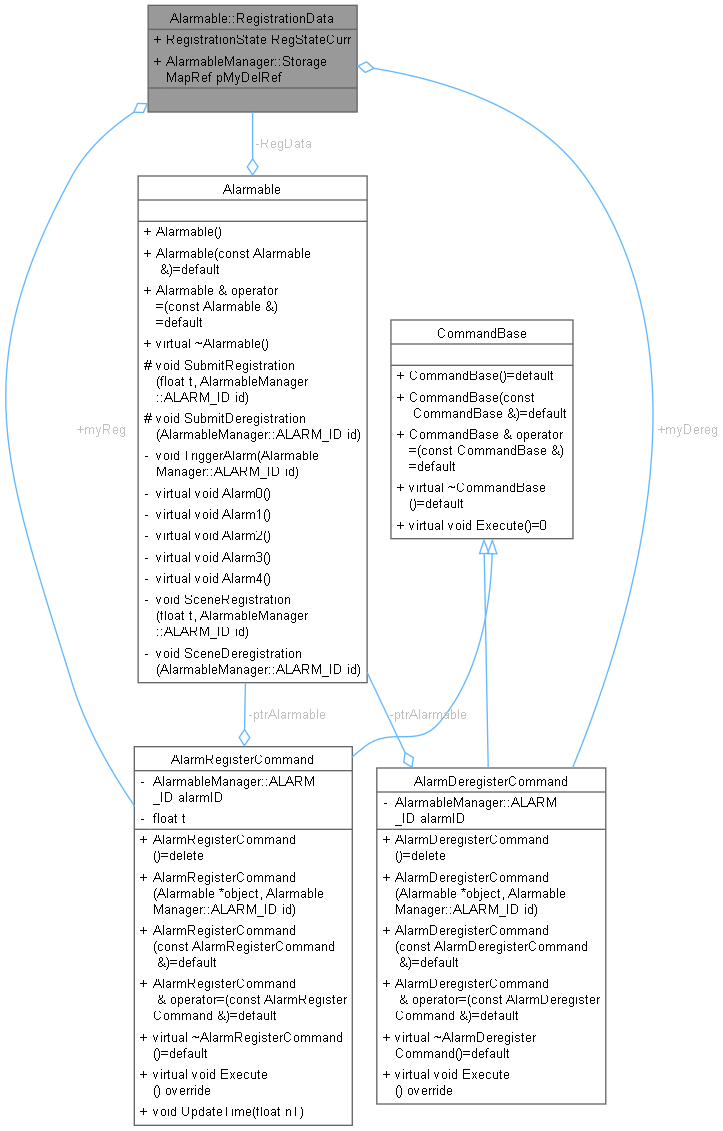 Alarmable::RegistrationData
+ RegistrationState RegStateCurr
+ AlarmableManager::Storage
MapRef pMyDelRef
-RegData
Alarmable
+ Alarmable()
+ Alarmable(const Alarmable
&)=default
+ Alarmable & operator
=(const Alarmable &)
=default
+ virtual ~Alarmable()
# void SubmitRegistration
(float t, AlarmableManager
::ALARM_ID id)
# void SubmitDeregistration
(AlarmableManager::ALARM_ID id)
- void TriggerAlarm(Alarmable
Manager::ALARM_ID id)
- virtual void Alarm0()
- virtual void Alarm1()
- virtual void Alarm2()
- virtual void Alarm3()
- virtual void Alarm4()
- void SceneRegistration
(float t, AlarmableManager
::ALARM_ID id)
- void SceneDeregistration
(AlarmableManager::ALARM_ID id)
CommandBase
+ CommandBase()=default
+ CommandBase(const
CommandBase &)=default
+ CommandBase & operator
=(const CommandBase &)
=default
+ virtual ~CommandBase
()=default
+ virtual void Execute()=0
+myReg
+myDereg
-ptrAlarmable
-ptrAlarmable
AlarmRegisterCommand
- AlarmableManager::ALARM
_ID alarmID
- float t
+ AlarmRegisterCommand
()=delete
+ AlarmRegisterCommand
(Alarmable *object, Alarmable
Manager::ALARM_ID id)
+ AlarmRegisterCommand
(const AlarmRegisterCommand
&)=default
+ AlarmRegisterCommand
& operator=(const AlarmRegister
Command &)=default
+ virtual ~AlarmRegisterCommand
()=default
+ virtual void Execute
() override
+ void UpdateTime(float nT)
AlarmDeregisterCommand
- AlarmableManager::ALARM
_ID alarmID
+ AlarmDeregisterCommand
()=delete
+ AlarmDeregisterCommand
(Alarmable *object, Alarmable
Manager::ALARM_ID id)
+ AlarmDeregisterCommand
(const AlarmDeregisterCommand
&)=default
+ AlarmDeregisterCommand
& operator=(const AlarmDeregister
Command &)=default
+ virtual ~AlarmDeregister
Command()=default
+ virtual void Execute
() override